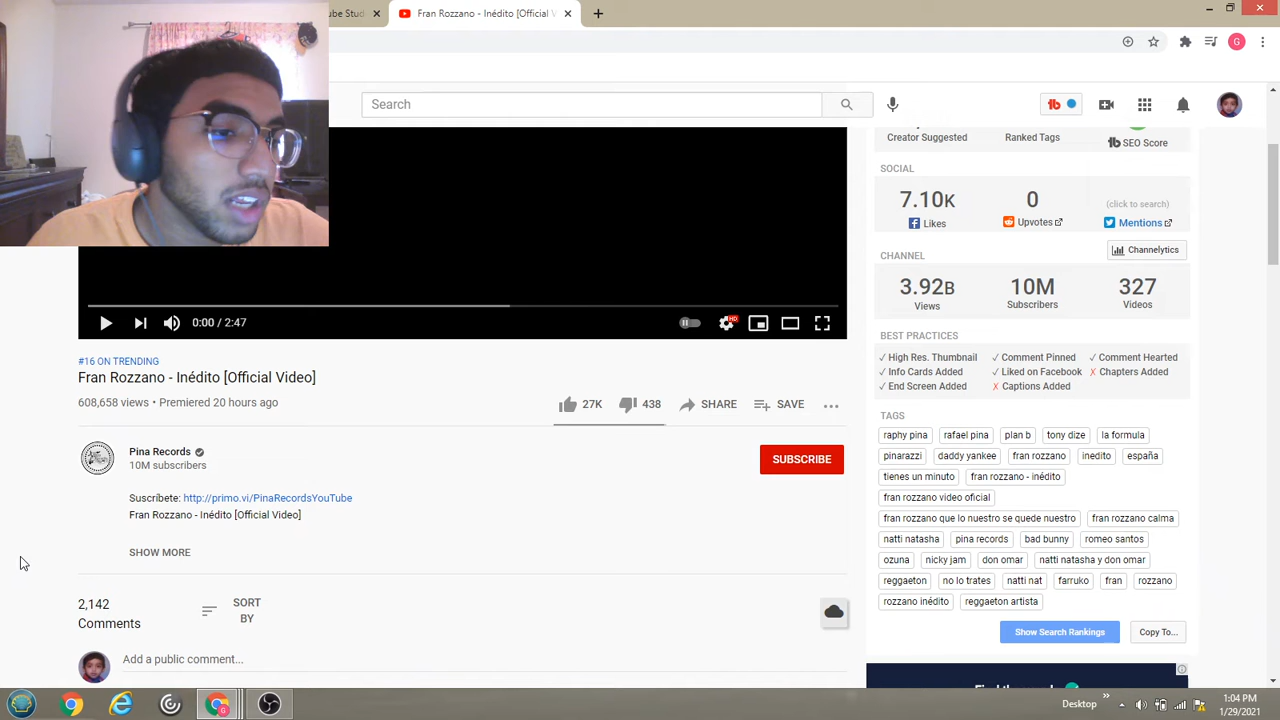 ube Stud
Fran Rozzano - Inédito [Official V
G
Search
Creator Suggested
Ranked Tags
SEO Score
SOCIAL
7.10K
0
(click to search)
Likes
Upvotes
Mentions
CHANNEL
Channelytics
3.92B
10M
327
Views
Subscribers
Videos
BEST PRACTICES
✓ High Res. Thumbnail
✓ Comment Pinned
✓ Comment Hearted
✓ Info Cards Added
✓ Liked on Facebook
✗ Chapters Added
✓ End Screen Added
✗ Captions Added
TAGS
raphy pina
rafael pina
plan b
tony dize
la formula
pinarazzi
daddy yankee
fran rozzano
inedito
españa
tienes un minuto
fran rozzano - inédito
fran rozzano video oficial
fran rozzano que lo nuestro se quede nuestro
fran rozzano calma
natti natasha
pina records
bad bunny
romeo santos
ozuna
nicky jam
don omar
natti natasha y don omar
reggaeton
no lo trates
natti nat
farruko
fran
rozzano
rozzano inédito
reggaeton artista
Show Search Rankings
Copy To...
0:00 / 2:47
HD
#16 ON TRENDING
Fran Rozzano - Inédito [Official Video]
608,658 views • Premiered 20 hours ago
27K
438
SHARE
SAVE
Pina Records
10M subscribers
SUBSCRIBE
Suscríbete: http://primo.vi/PinaRecordsYouTube
Fran Rozzano - Inédito [Official Video]
SHOW MORE
2,142
Comments
SORT
BY
Add a public comment...
Desktop
1:04 PM
1/29/2021